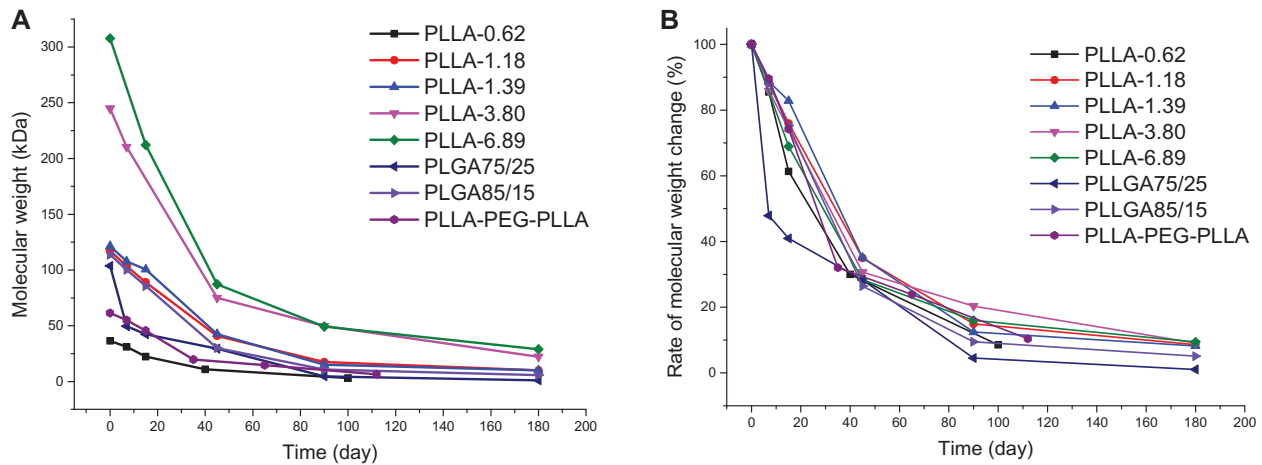 A
Molecular weight (kDa)
300
250
200
150
100
50
0
PLLA-0.62
PLLA-1.18
PLLA-1.39
PLLA-3.80
PLLA-6.89
PLGA75/25
PLGA85/15
PLLA-PEG-PLLA
0 20 40 60 80 100 120 140 160 180 200
Time (day)
B
Rate of molecular weight change (%)
100
80
60
40
20
0
PLLA-0.62
PLLA-1.18
PLLA-1.39
PLLA-3.80
PLLA-6.89
PLLGA75/25
PLLGA85/15
PLLA-PEG-PLLA
0 20 40 60 80 100 120 140 160 180 200
Time (day)